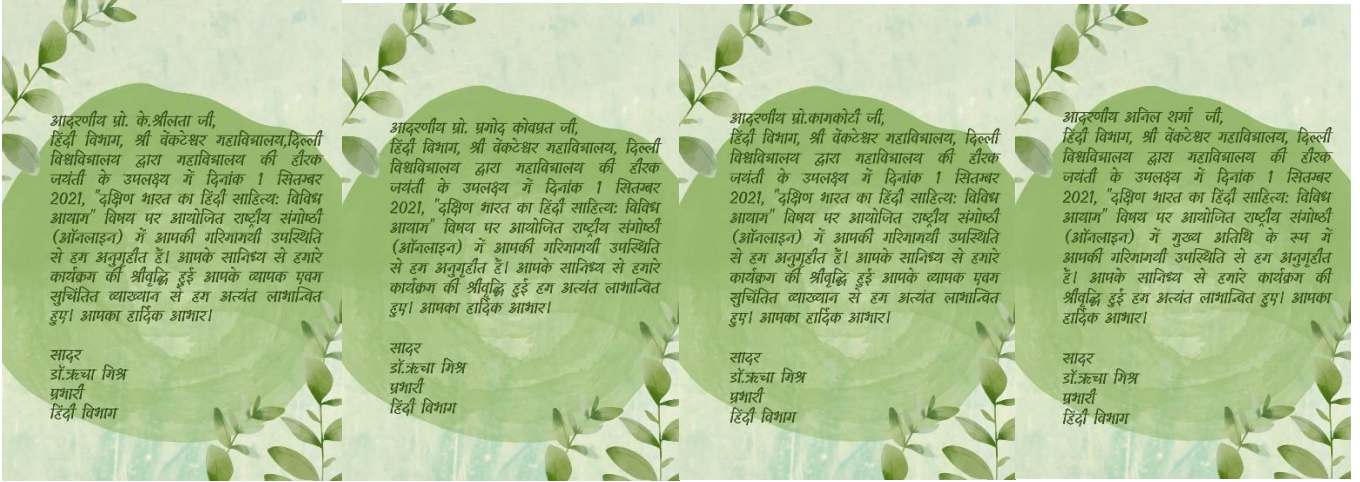 आदरणीय प्रो. के.श्रीलता जी,
हिंदी विभाग, श्री वेंकटेश्वर महाविद्यालय,दिल्ली
विश्वविद्यालय द्वारा महाविद्यालय की हीरक
जयंती के उपलक्ष्य में दिनांक 1 सितम्बर
2021, "दक्षिण भारत का हिंदी साहित्य: विविध
आयाम" विषय पर आयोजित राष्ट्रीय संगोष्ठी
(ऑनलाइन) में आपकी गरिमामयी उपस्थिति
से हम अनुगृहीत हैं। आपके सानिध्य से हमारे
कार्यक्रम की श्रीवृद्धि हुई आपके व्यापक एवम
सुचिंतित व्याख्यान से हम अत्यंत लाभान्वित
हुए। आपका हार्दिक आभार।
सादर
डॉ.ऋचा मिश्र
प्रभारी
हिंदी विभाग
आदरणीय प्रो. प्रमोद कोवप्रत जी,
हिंदी विभाग, श्री वेंकटेश्वर महाविद्यालय, दिल्ली
विश्वविद्यालय द्वारा महाविद्यालय की हीरक
जयंती के उपलक्ष्य में दिनांक 1 सितम्बर
2021, "दक्षिण भारत का हिंदी साहित्य: विविध
आयाम" विषय पर आयोजित राष्ट्रीय संगोष्ठी
(ऑनलाइन) में आपकी गरिमामयी उपस्थिति
से हम अनुगृहीत हैं। आपके सानिध्य से हमारे
कार्यक्रम की श्रीवृद्धि हुई हम अत्यंत लाभान्वित
हुए। आपका हार्दिक आभार।
सादर
डॉ.ऋचा मिश्र
प्रभारी
हिंदी विभाग
आदरणीय प्रो.कामकोटी जी,
हिंदी विभाग, श्री वेंकटेश्वर महाविद्यालय, दिल्ली
विश्वविद्यालय द्वारा महाविद्यालय की हीरक
जयंती के उपलक्ष्य में दिनांक 1 सितम्बर
2021, "दक्षिण भारत का हिंदी साहित्य: विविध
आयाम" विषय पर आयोजित राष्ट्रीय संगोष्ठी
(ऑनलाइन) में आपकी गरिमामयी उपस्थिति
से हम अनुगृहीत हैं। आपके सानिध्य से हमारे
कार्यक्रम की श्रीवृद्धि हुई आपके व्यापक एवम
सुचिंतित व्याख्यान से हम अत्यंत लाभान्वित
हुए। आपका हार्दिक आभार।
सादर
डॉ.ऋचा मिश्र
प्रभारी
हिंदी विभाग
आदरणीय अनिल शर्मा जी,
हिंदी विभाग, श्री वेंकटेश्वर महाविद्यालय, दिल्ली
विश्वविद्यालय द्वारा महाविद्यालय की हीरक
जयंती के उपलक्ष्य में दिनांक 1 सितम्बर
2021, "दक्षिण भारत का हिंदी साहित्य: विविध
आयाम" विषय पर आयोजित राष्ट्रीय संगोष्ठी
(ऑनलाइन) में मुख्य अतिथि के रूप में
आपकी गरिमामयी उपस्थिति से हम अनुगृहीत
हैं। आपके सानिध्य से हमारे कार्यक्रम की
श्रीवृद्धि हुई हम अत्यंत लाभान्वित हुए। आपका
हार्दिक आभार।
सादर
डॉ.ऋचा मिश्र
प्रभारी
हिंदी विभाग